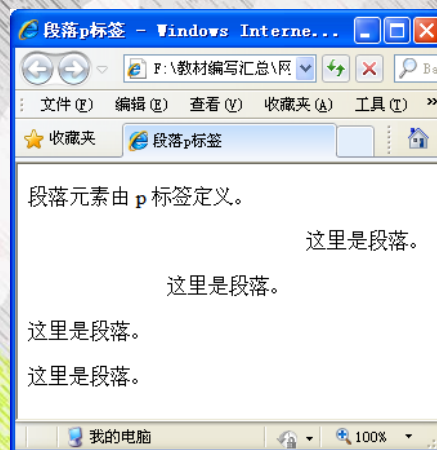 段落p标签 - Windows Interne...
F:\教材编写汇总\网
文件(F) 编辑(E) 查看(V) 收藏夹(A) 工具(T) »
收藏夹 段落p标签
段落元素由 p 标签定义。
这里是段落。
这里是段落。
这里是段落。
这里是段落。
我的电脑 100%